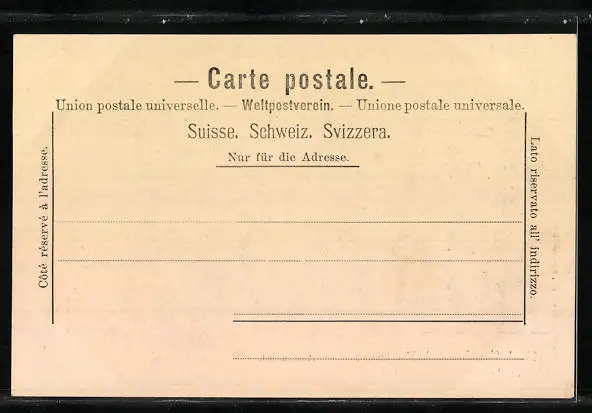 — Carte postale. —
Union postale universelle. — Weltpostverein. — Unione postale universale.
Suisse. Schweiz. Svizzera.
Nur für die Adresse.
Côté réservé à l'adresse.
Lato riservato all' indirizzo.